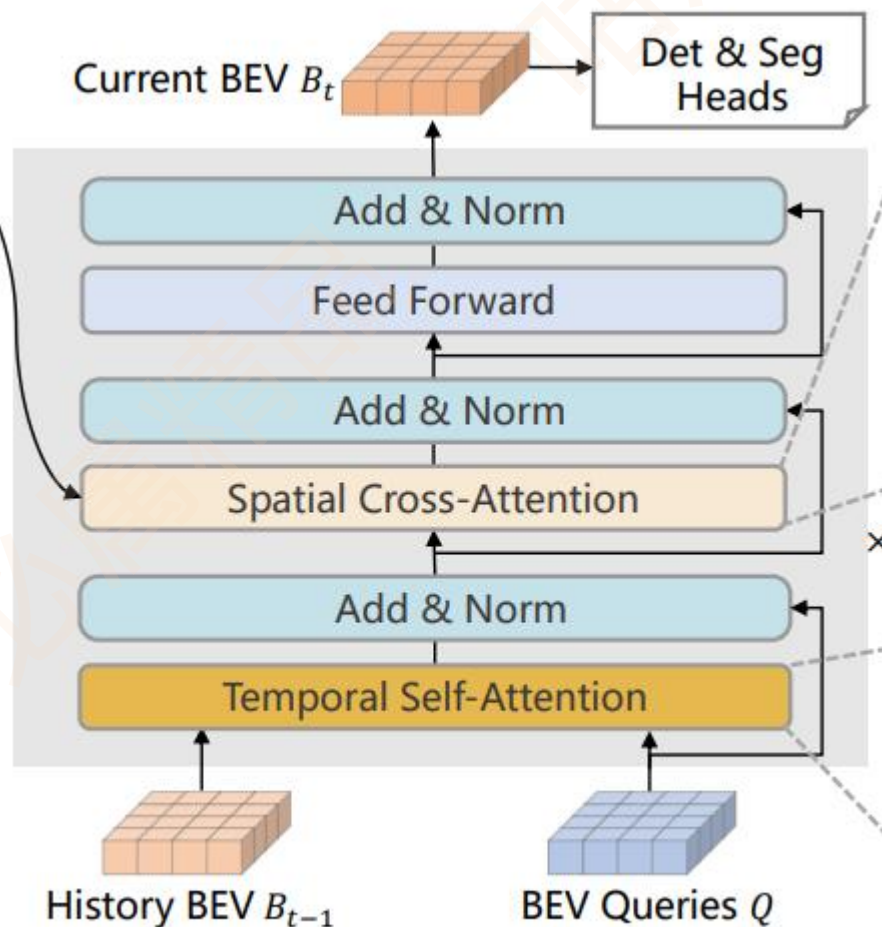 Current BEV B_t
Det & Seg
Heads
Add & Norm
Feed Forward
Add & Norm
Spatial Cross-Attention
×
Add & Norm
Temporal Self-Attention
History BEV B_{t-1}
BEV Queries Q